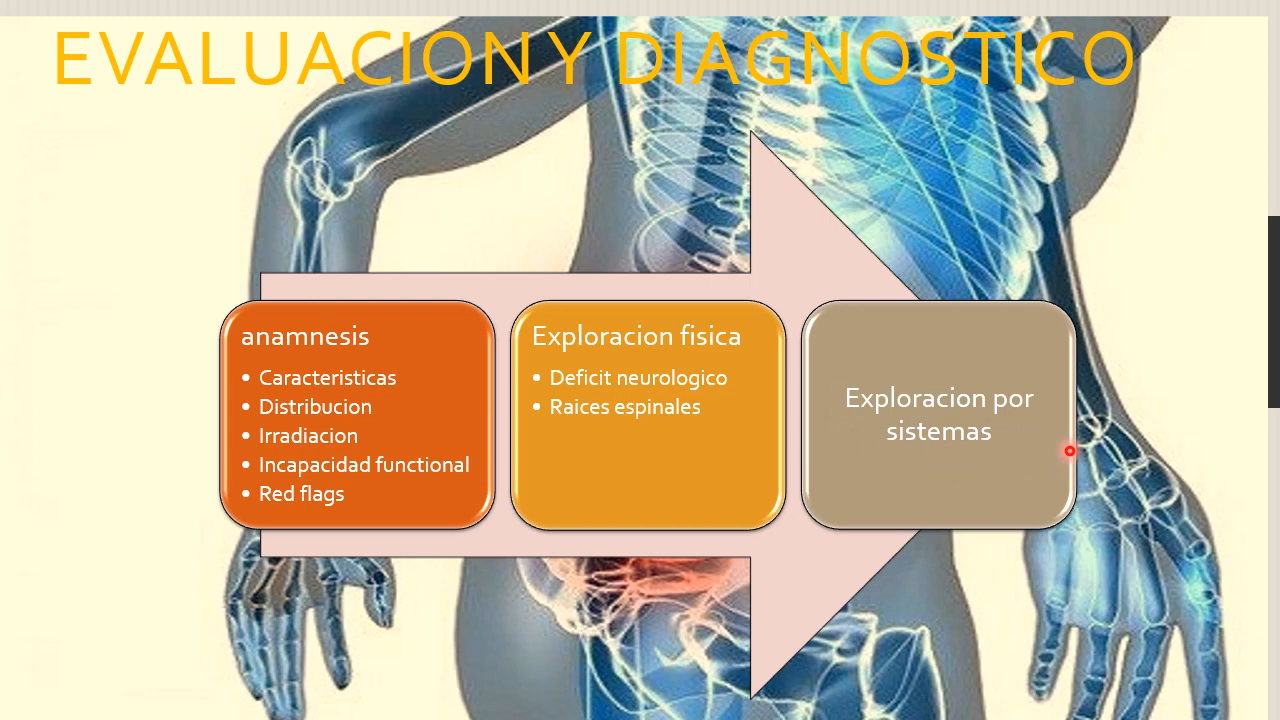 EVALUACION Y DIAGNOSTICO
anamnesis
• Caracteristicas
• Distribucion
• Irradiacion
• Incapacidad functional
• Red flags
Exploracion fisica
• Deficit neurologico
• Raices espinales
Exploracion por
sistemas